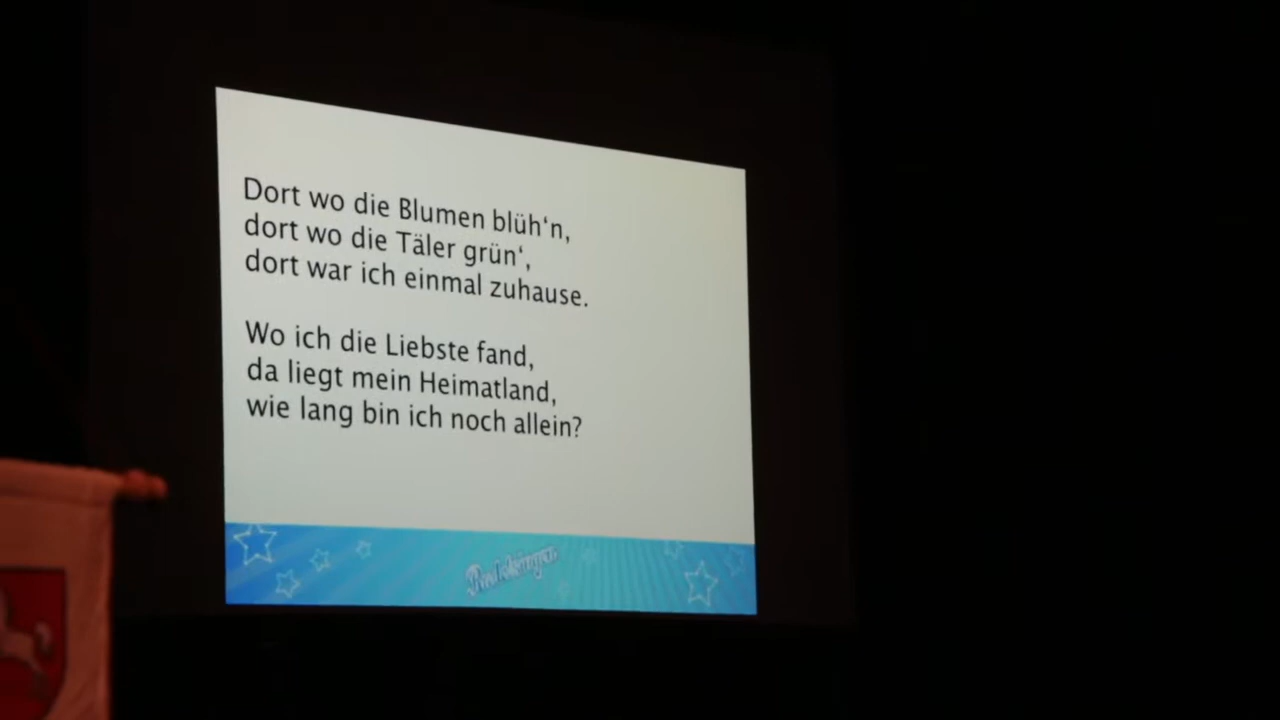 Dort wo die Blumen blüh‘n,
dort wo die Täler grün‘,
dort war ich einmal zuhause.
Wo ich die Liebste fand,
da liegt mein Heimatland,
wie lang bin ich noch allein?
Rudelsingen